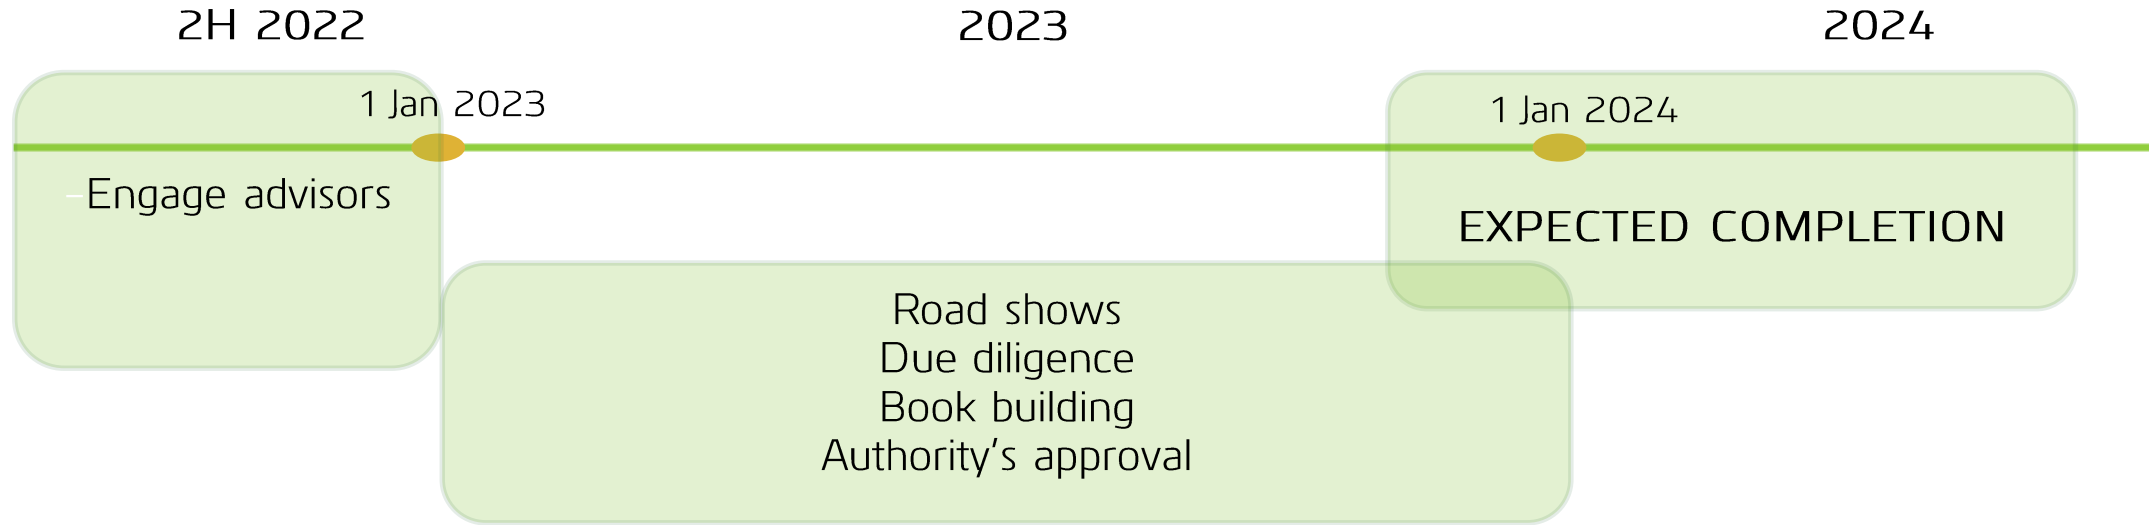 2H 2022
2023
2024
1 Jan 2023
1 Jan 2024
–Engage advisors
EXPECTED COMPLETION
Road shows
Due diligence
Book building
Authority’s approval